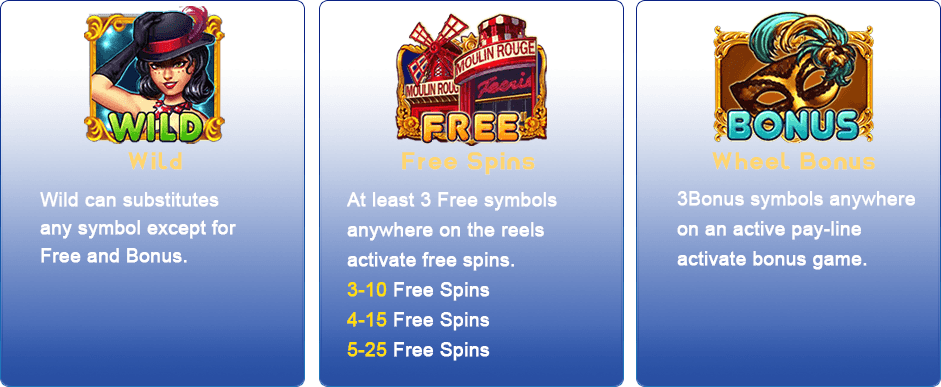 WILD
Wild
Wild can substitutes
any symbol except for
Free and Bonus.
MOULIN ROUGE
MOULIN ROUG
FREE
Free Spins
At least 3 Free symbols
anywhere on the reels
activate free spins.
3-10 Free Spins
4-15 Free Spins
5-25 Free Spins
BONUS
Wheel Bonus
3Bonus symbols anywhere
on an active pay-line
activate bonus game.